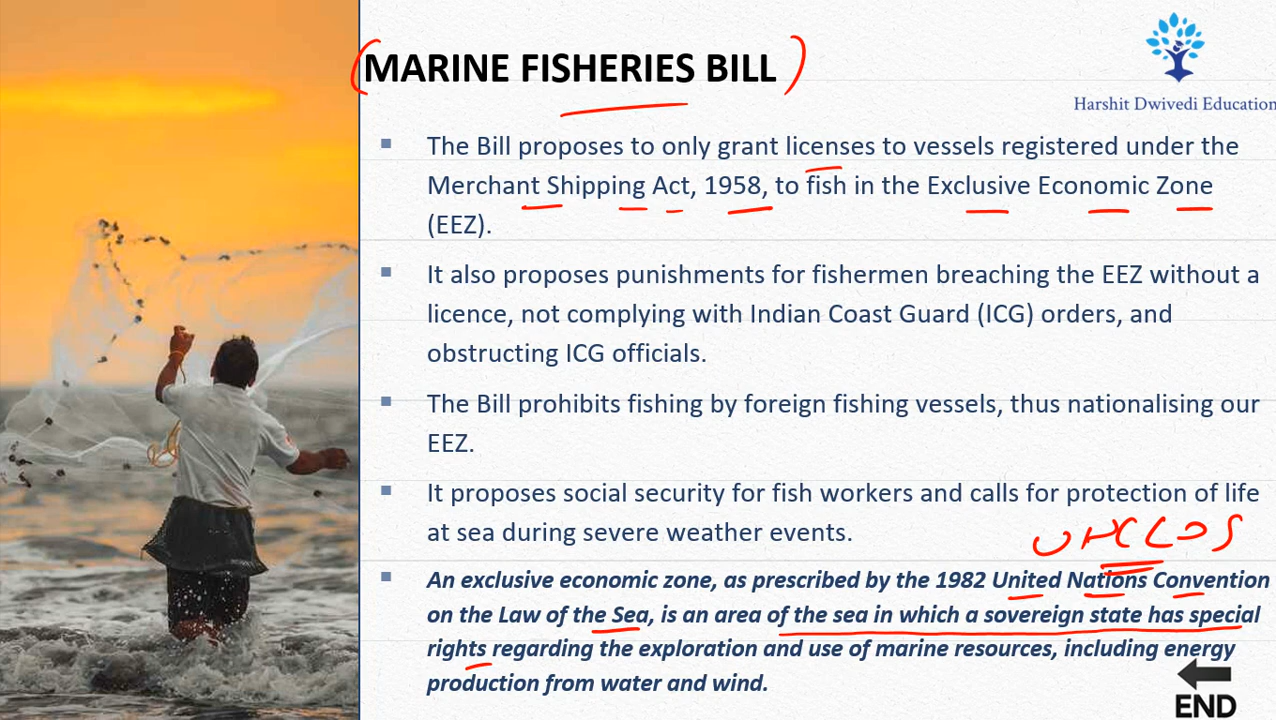 MARINE FISHERIES BILL
Harshit Dwivedi Education
The Bill proposes to only grant licenses to vessels registered under the
Merchant Shipping Act, 1958, to fish in the Exclusive Economic Zone
(EEZ).
It also proposes punishments for fishermen breaching the EEZ without a
licence, not complying with Indian Coast Guard (ICG) orders, and
obstructing ICG officials.
The Bill prohibits fishing by foreign fishing vessels, thus nationalising our
EEZ.
It proposes social security for fish workers and calls for protection of life
at sea during severe weather events.
UNCLOS
An exclusive economic zone, as prescribed by the 1982 United Nations Convention
on the Law of the Sea, is an area of the sea in which a sovereign state has special
rights regarding the exploration and use of marine resources, including energy
production from water and wind.
END